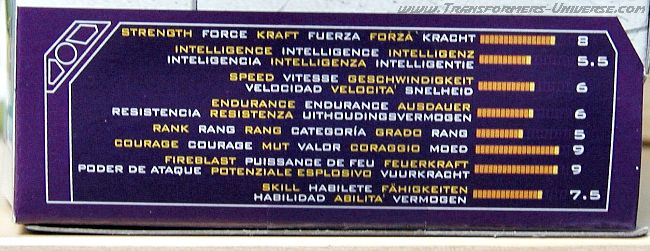 www.Transformers-Universe.com
STRENGTH FORCE KRAFT FUERZA FORZA KRACHT 8
INTELLIGENCE INTELLIGENCE INTELLIGENZ
INTELIGENCIA INTELIGENZA INTELLIGENTIE 5.5
SPEED VITESSE GESCHWINDIGKEIT
VELOCIDAD VELOCITA' SNELHEID 6
ENDURANCE ENDURANCE AUSDAUER
RESISTENCIA RESISTENZA UITHOUDINGSVERMOGEN 6
RANK RANG RANG CATEGORÍA GRADO RANG 5
COURAGE COURAGE MUT VALOR CORAGGIO MOED 9
FIREBLAST PUISSANCE DE FEU FEUERKRAFT
PODER DE ATAQUE POTENZIALE ESPLOSIVO VUURKRACHT 9
SKILL HABILETE FÄHIGKEITEN
HABILIDAD ABILITA' VERMOGEN 7.5